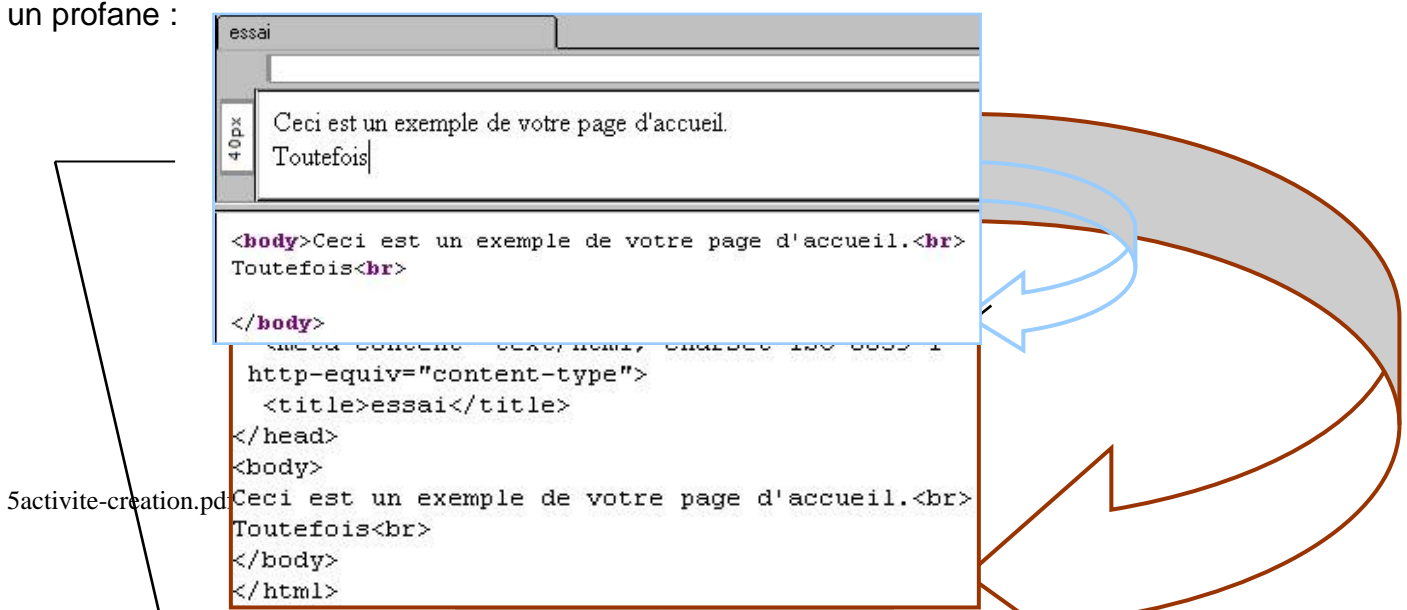 un profane :
essai
40px
Ceci est un exemple de votre page d'accueil.
Toutefois
<body>Ceci est un exemple de votre page d'accueil.<br>
Toutefois<br>
</body>
http-equiv="content-type">
<title>essai</title>
</head>
<body>
5activite-creation.pd
Ceci est un exemple de votre page d'accueil.<br>
Toutefois<br>
</body>
</html>